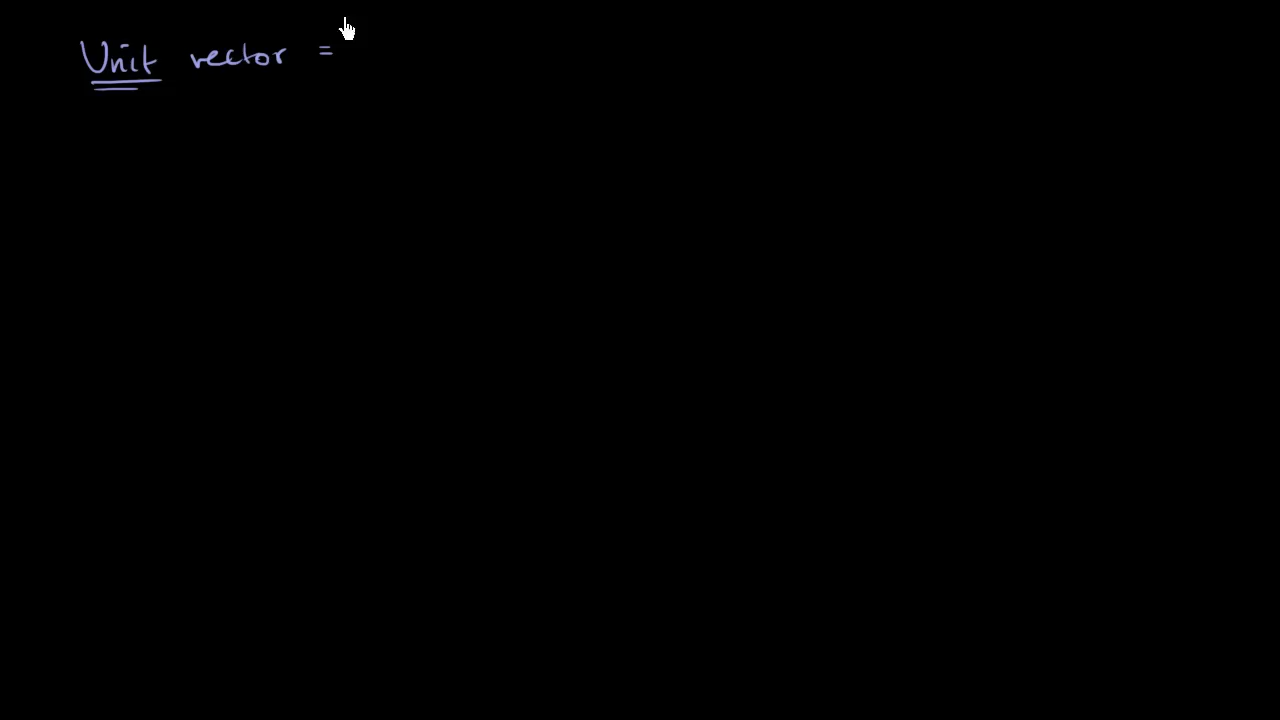 Unit vector =